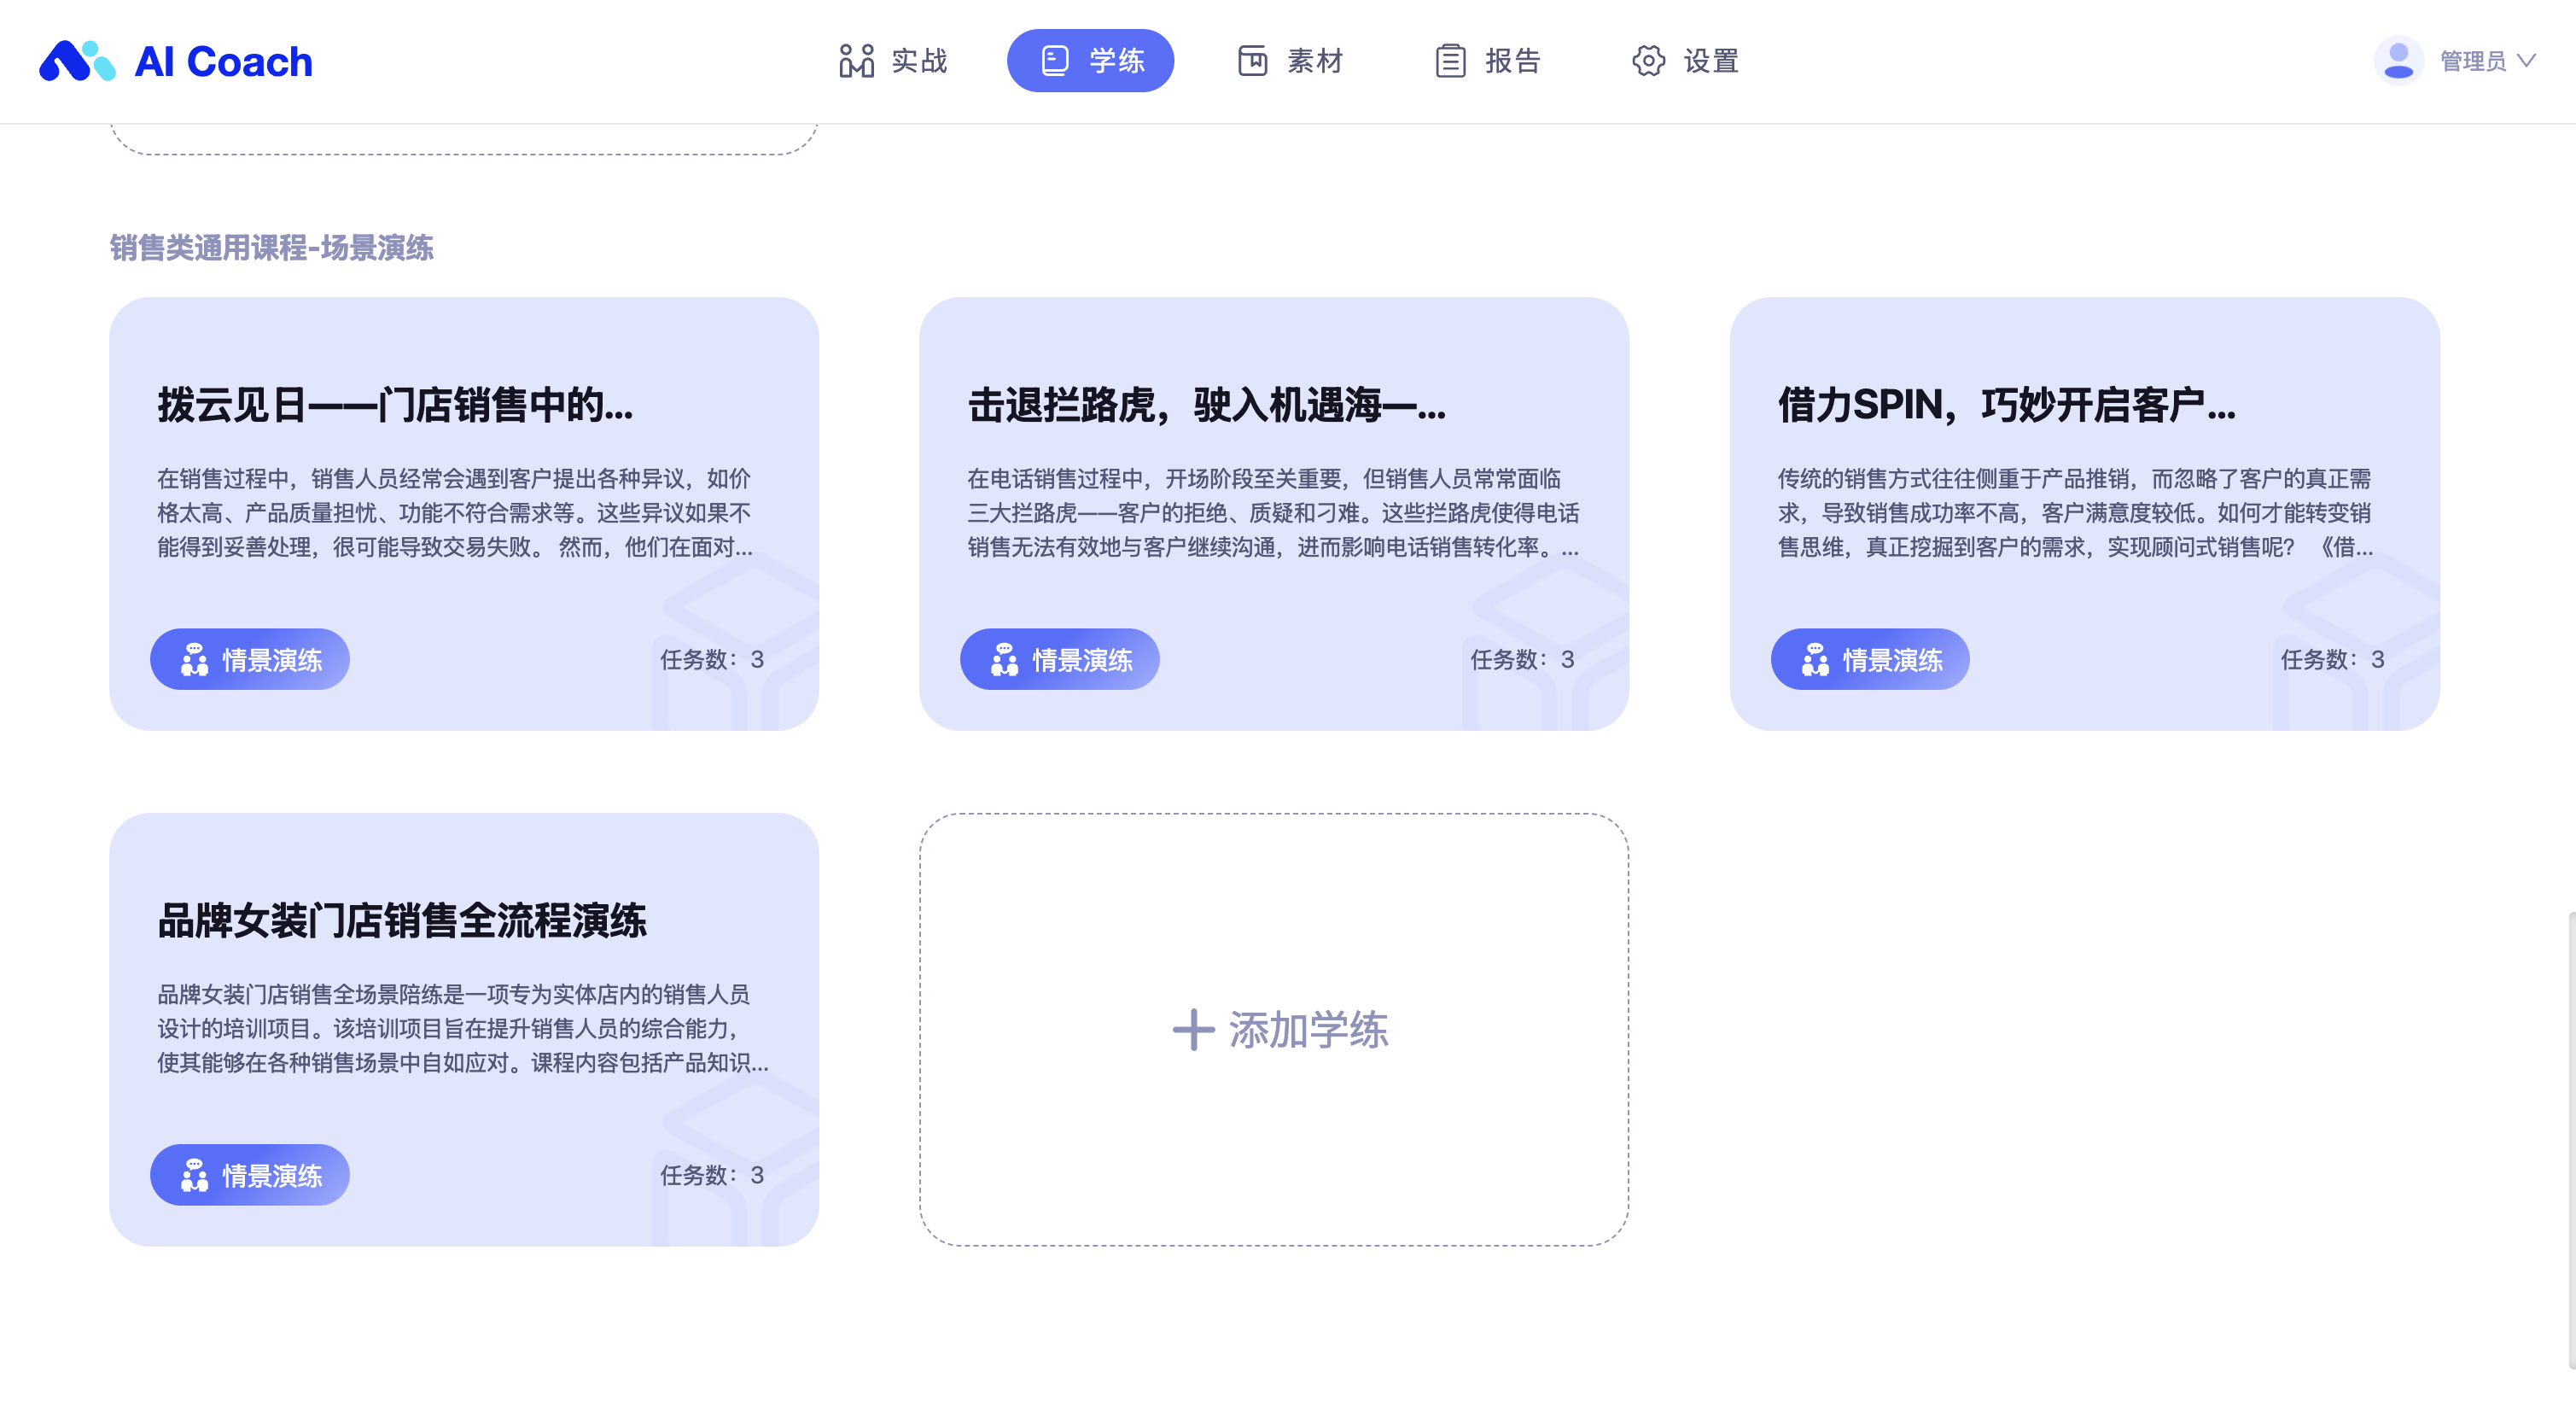 AI Coach
实战
学练
素材
报告
设置
管理员
销售类通用课程-场景演练
拨云见日——门店销售中的...
在销售过程中，销售人员经常会遇到客户提出各种异议，如价
格太高、产品质量担忧、功能不符合需求等。这些异议如果不
能得到妥善处理，很可能导致交易失败。 然而，他们在面对...
情景演练
任务数：3
击退拦路虎，驶入机遇海—...
在电话销售过程中，开场阶段至关重要，但销售人员常常面临
三大拦路虎——客户的拒绝、质疑和刁难。这些拦路虎使得电话
销售无法有效地与客户继续沟通，进而影响电话销售转化率。...
情景演练
任务数：3
借力SPIN，巧妙开启客户...
传统的销售方式往往侧重于产品推销，而忽略了客户的真正需
求，导致销售成功率不高，客户满意度较低。如何才能转变销
售思维，真正挖掘到客户的需求，实现顾问式销售呢？ 《借...
情景演练
任务数：3
品牌女装门店销售全流程演练
品牌女装门店销售全场景陪练是一项专为实体店内的销售人员
设计的培训项目。该培训项目旨在提升销售人员的综合能力，
使其能够在各种销售场景中自如应对。课程内容包括产品知识...
情景演练
任务数：3
添加学练